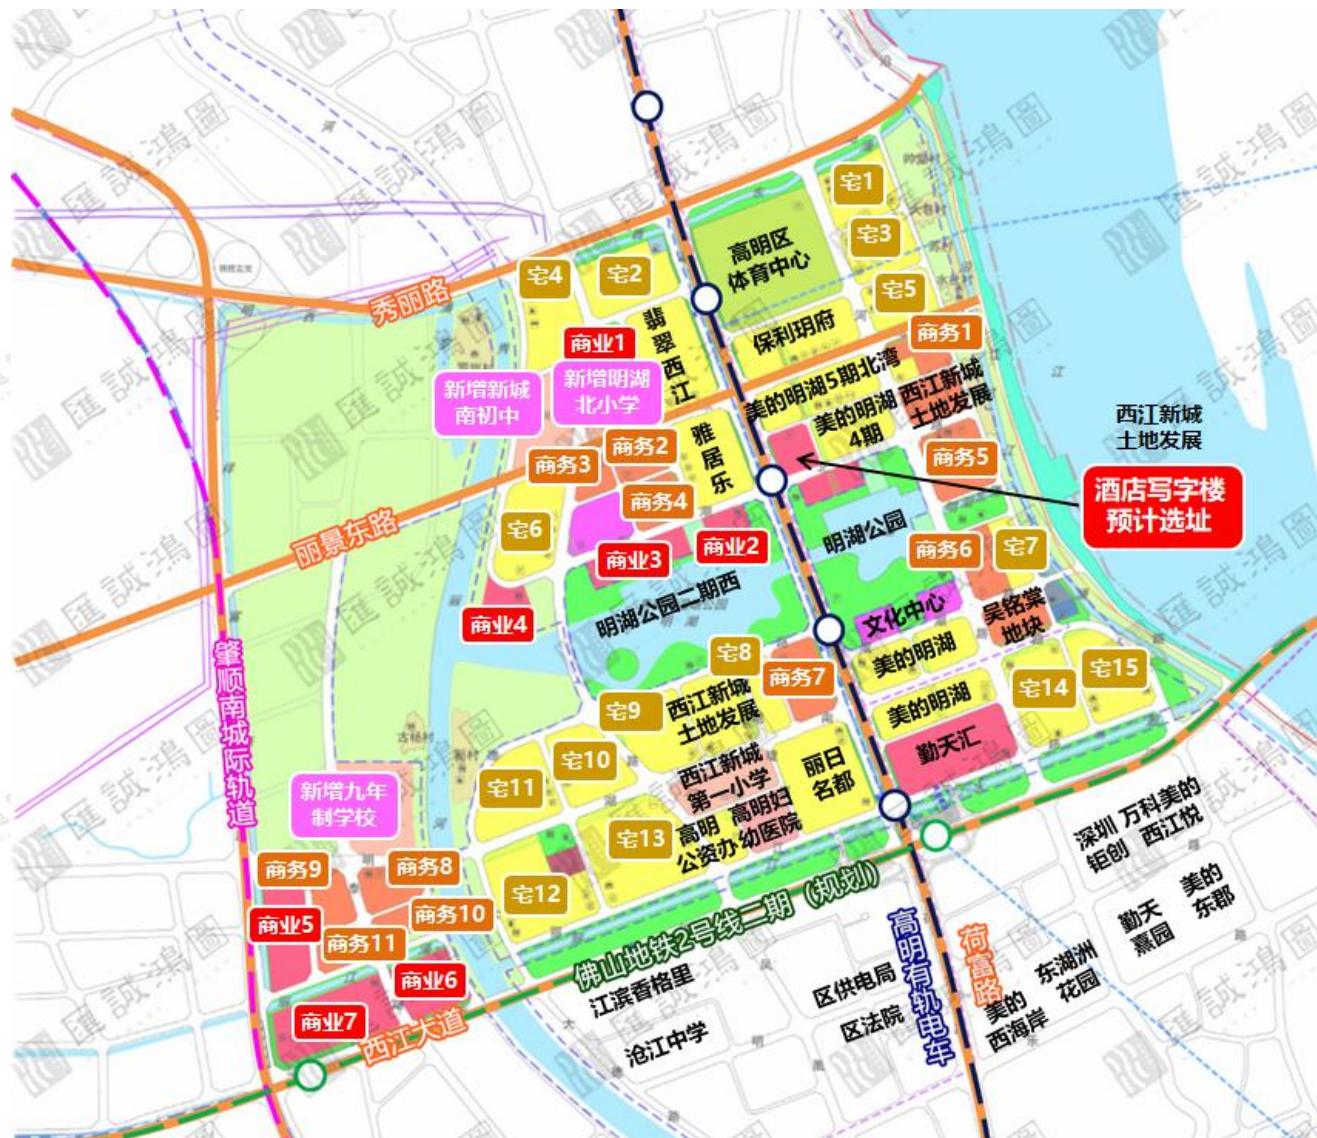 匯誠鴻圖
宅1
宅3
高明区
体育中心
宅2
宅4
宅5
秀丽路
翡翠西江
保利玥府
商业1
商务1
新增新城
南初中
新增明湖
北小学
美的明湖5期北湾
西江新城
土地发展
美的明湖
4期
西江新城
土地发展
雅居乐
商务2
商务3
商务5
商务4
酒店写字楼
预计选址
丽景东路
宅6
明湖公园
商业2
商业3
商务6
宅7
明湖公园二期西
商业4
文化中心
吴铭棠
地块
美的明湖
宅8
商务7
宅15
宅14
肇顺南城际轨道
宅9
西江新城
土地发展
美的明湖
勤天汇
宅10
宅11
西江新城
第一小学
丽日
名都
古杨村
新增九年
制学校
宅13
高明
公资办
高明妇
幼医院
深圳
钜创
万科美的
西江悦
商务9
商务8
宅12
商务10
商业5
商务11
佛山地铁2号线二期（规划）
勤天
熹园
美的
东郡
商业6
高明有轨电车
荷富路
江滨香格里
区供电局
东湖洲
花园
商业7
西江大道
沧江中学
区法院
美的
西海岸